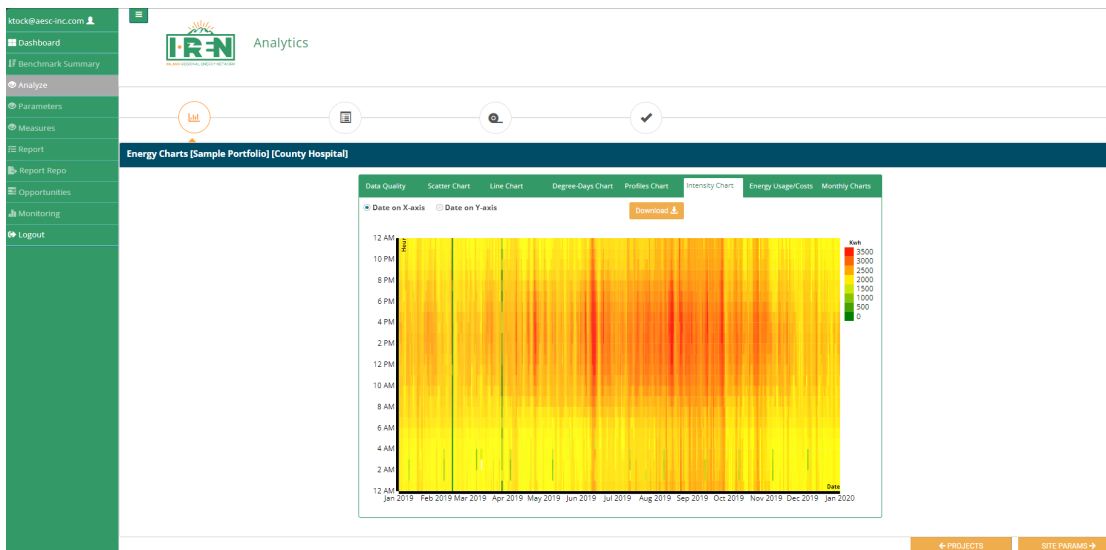 ktock@aesc-inc.com
Dashboard
Benchmark Summary
Analyze
Parameters
Measures
Report
Report Repo
Opportunities
Monitoring
Logout
I·REN
INLAND REGIONAL ENERGY NETWORK
Analytics
Energy Charts [Sample Portfolio] [County Hospital]
Data Quality Scatter Chart Line Chart Degree-Days Chart Profiles Chart Intensity Chart Energy Usage/Costs Monthly Charts
Date on X-axis Date on Y-axis Download
Hour
12 AM
10 PM
8 PM
6 PM
4 PM
2 PM
12 PM
10 AM
8 AM
6 AM
4 AM
2 AM
12 AM
Kwh
3500
3000
2500
2000
1500
1000
500
0
Date
Jan 2019 Feb 2019 Mar 2019 Apr 2019 May 2019 Jun 2019 Jul 2019 Aug 2019 Sep 2019 Oct 2019 Nov 2019 Dec 2019 Jan 2020
← PROJECTS SITE PARAMS →